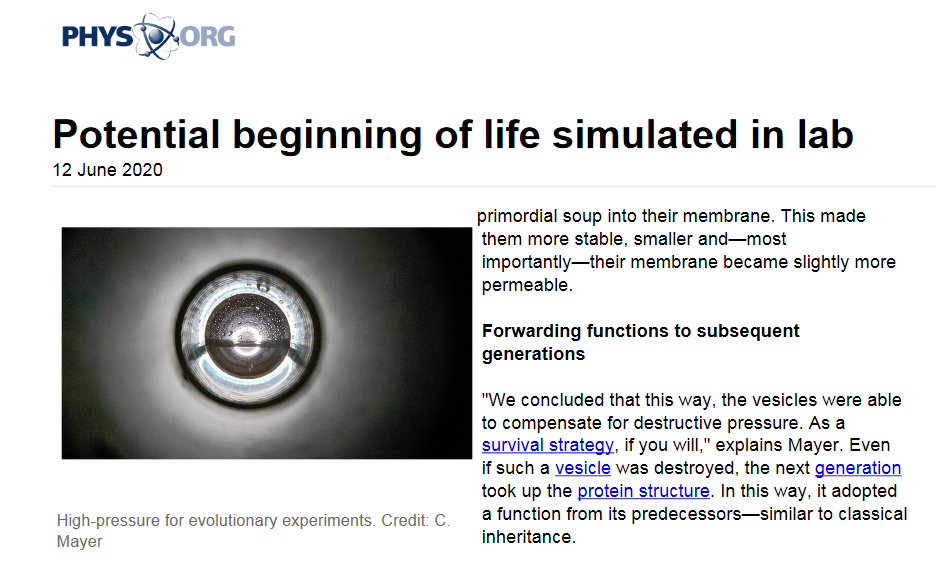 PHYS ORG
Potential beginning of life simulated in lab
12 June 2020
High-pressure for evolutionary experiments. Credit: C.
Mayer
primordial soup into their membrane. This made
them more stable, smaller and—most
importantly—their membrane became slightly more
permeable.
Forwarding functions to subsequent
generations
"We concluded that this way, the vesicles were able
to compensate for destructive pressure. As a
survival strategy, if you will," explains Mayer. Even
if such a vesicle was destroyed, the next generation
took up the protein structure. In this way, it adopted
a function from its predecessors—similar to classical
inheritance.